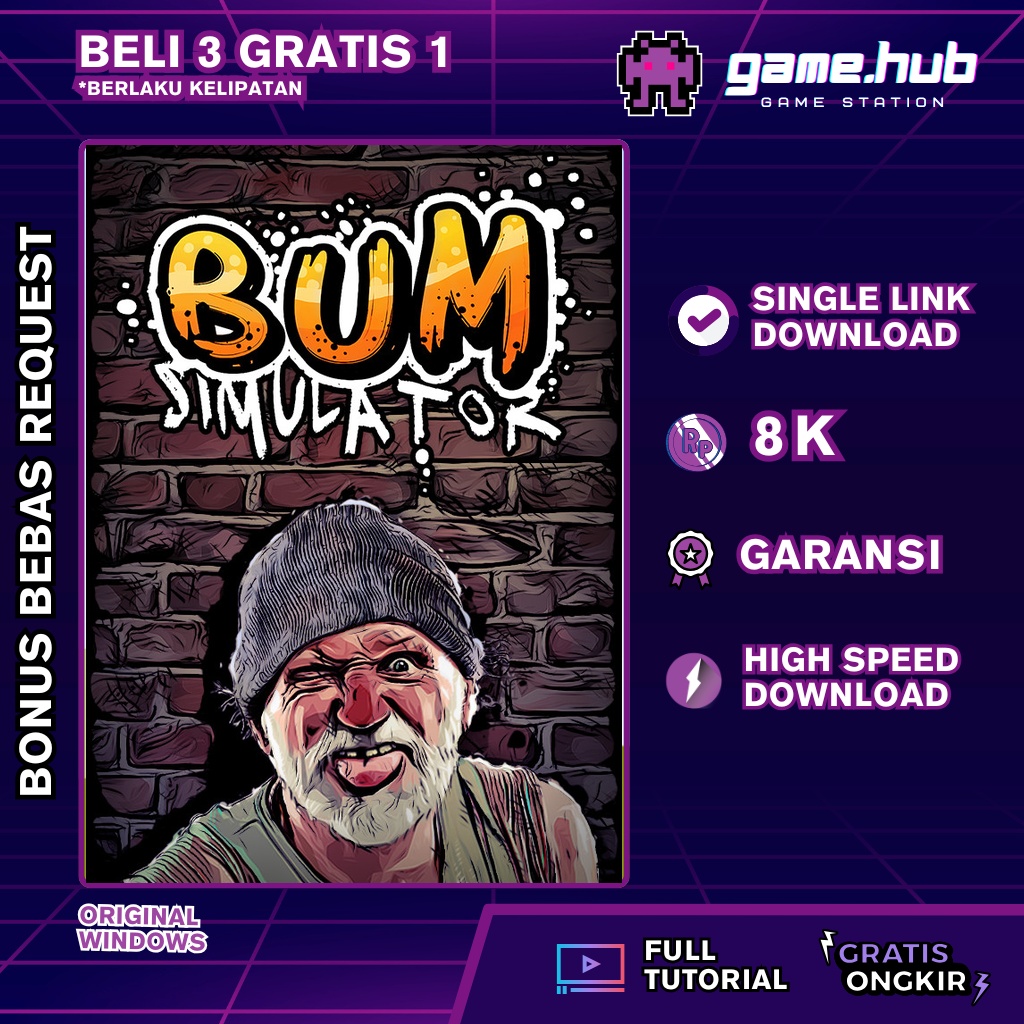 BELI 3 GRATIS 1
*BERLAKU KELIPATAN
game.hub
GAME STATION
BONUS BEBAS REQUEST
BUM
SIMULATOR
SINGLE LINK
DOWNLOAD
Rp
8K
GARANSI
HIGH SPEED
DOWNLOAD
ORIGINAL
WINDOWS
FULL
TUTORIAL
GRATIS
ONGKIR